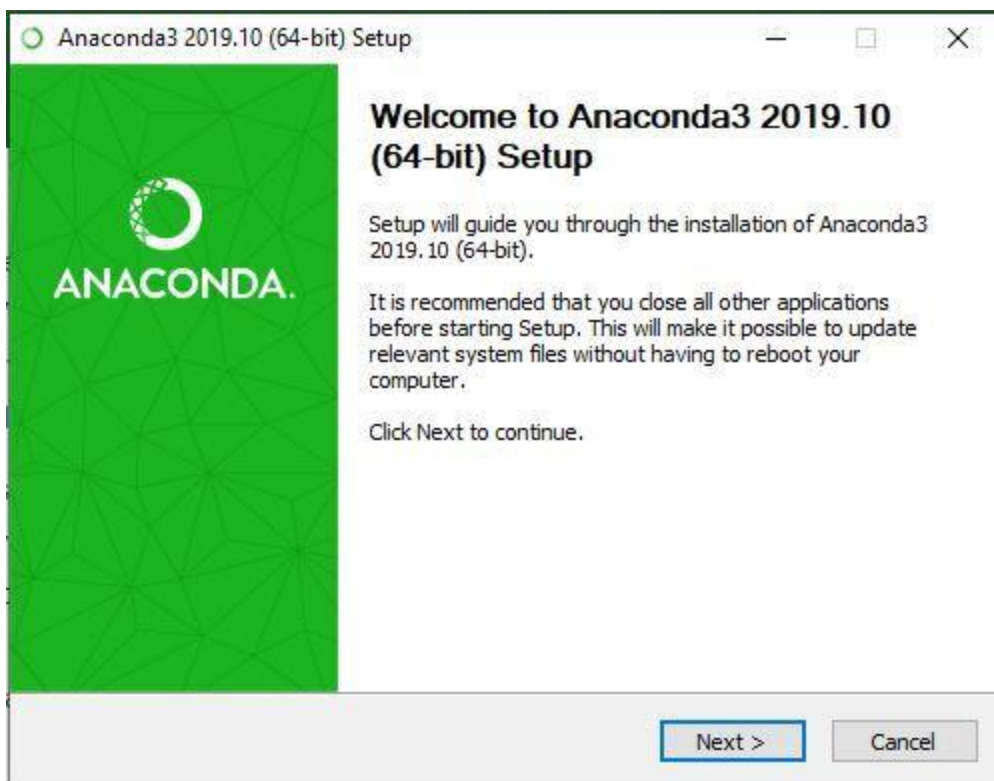 Anaconda3 2019.10 (64-bit) Setup
ANACONDA.
Welcome to Anaconda3 2019.10
(64-bit) Setup
Setup will guide you through the installation of Anaconda3
2019.10 (64-bit).
It is recommended that you close all other applications
before starting Setup. This will make it possible to update
relevant system files without having to reboot your
computer.
Click Next to continue.
Next >
Cancel